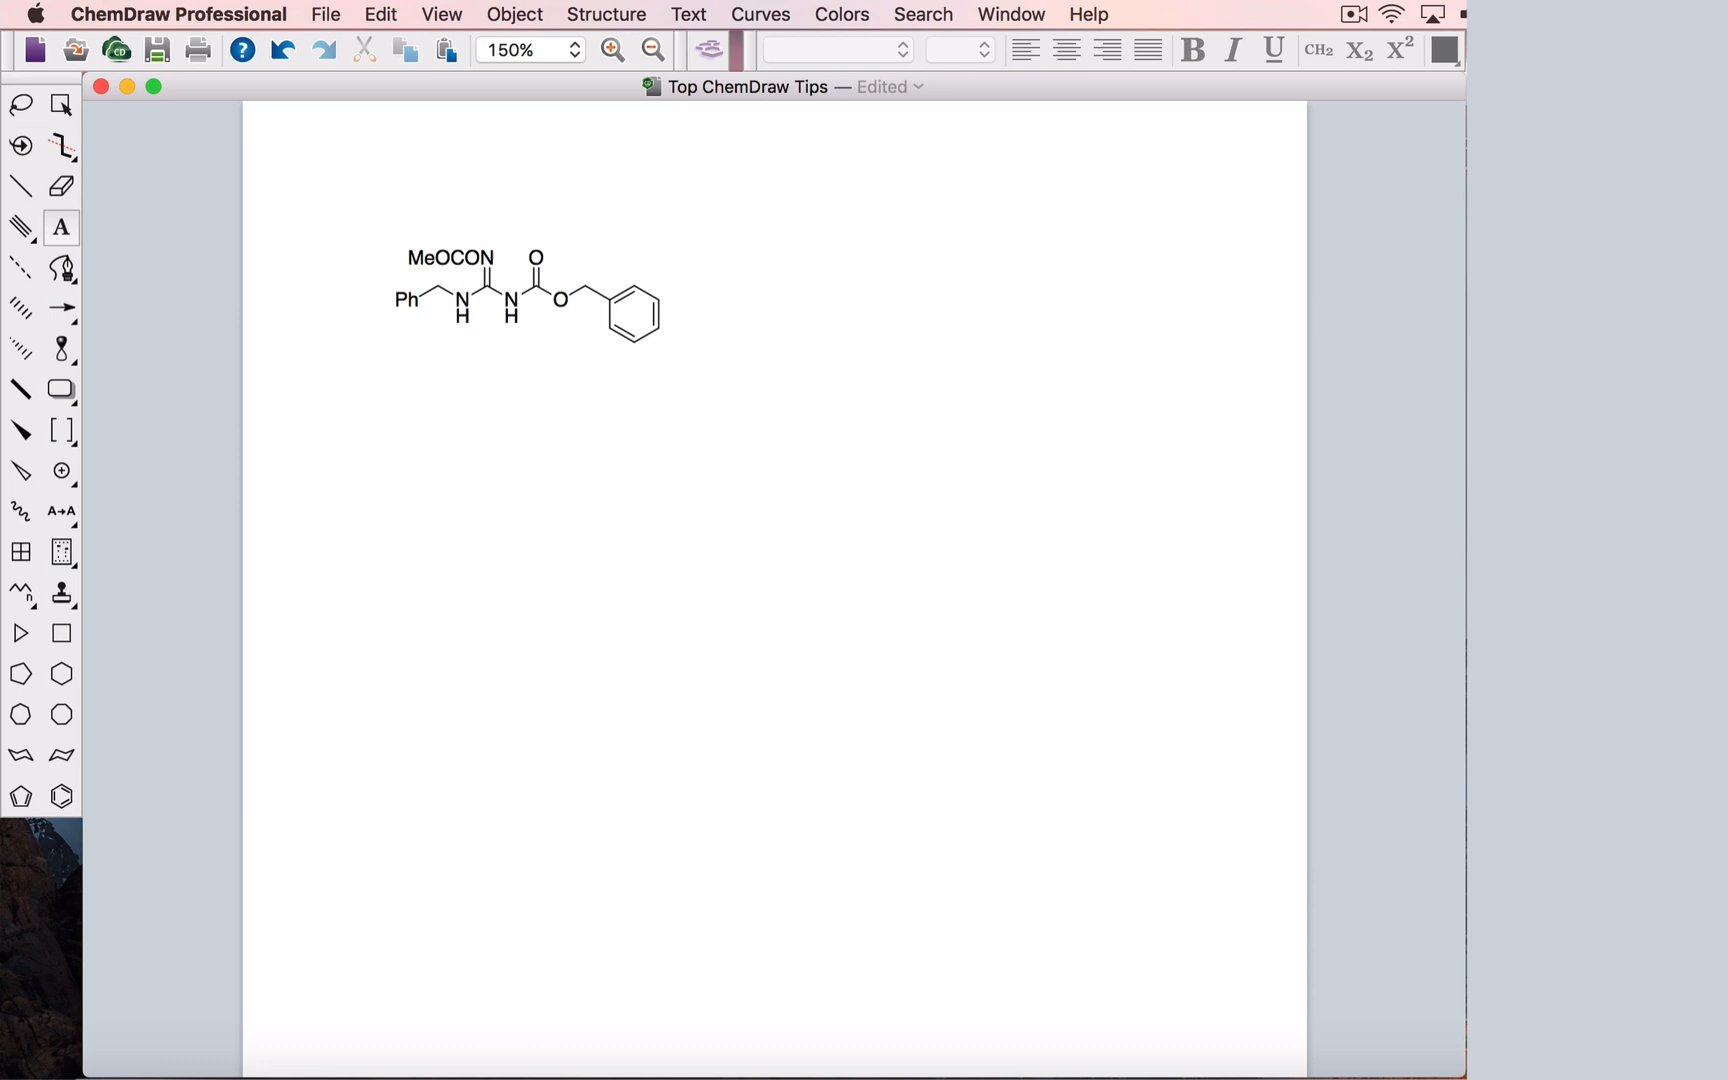 ChemDraw Professional File Edit View Object Structure Text Curves Colors Search Window Help
CD ? 150% B I U CH2 X2 X2
Top ChemDraw Tips — Edited
A
A→A
n
MeOCON O
Ph N N O
H H